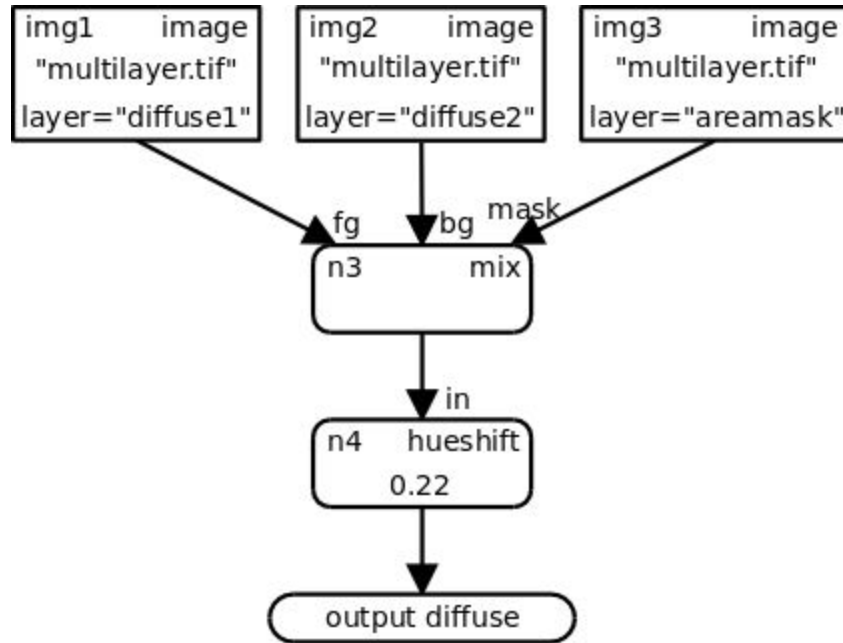 img1 image
"multilayer.tif"
layer="diffuse1"
img2 image
"multilayer.tif"
layer="diffuse2"
img3 image
"multilayer.tif"
layer="areamask"
fg
bg
mask
n3 mix
in
n4 hueshift
0.22
output diffuse